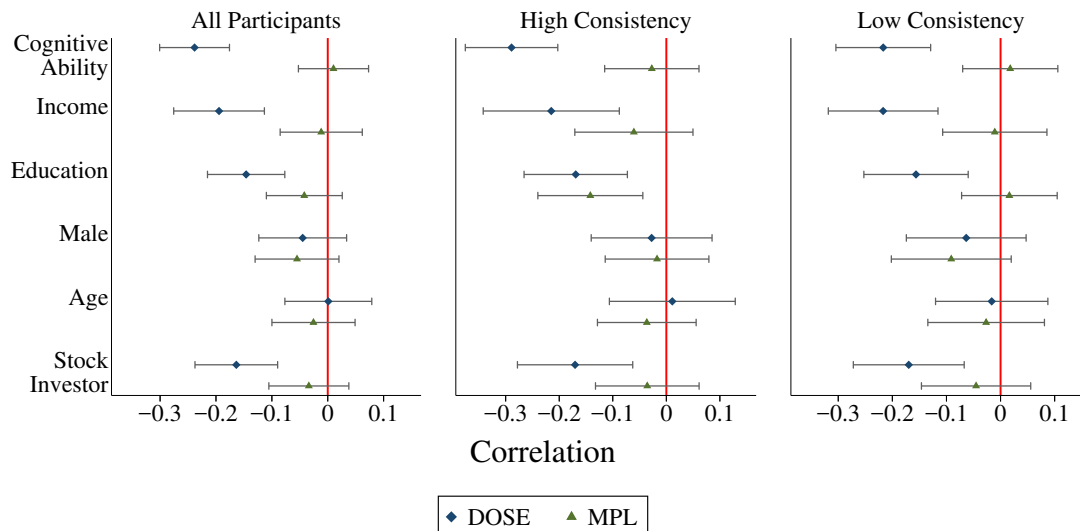 All Participants High Consistency Low Consistency
Cognitive
Ability
Income
Education
Male
Age
Stock
Investor
−0.3 −0.2 −0.1 0 0.1 −0.3 −0.2 −0.1 0 0.1 −0.3 −0.2 −0.1 0 0.1
Correlation
DOSE MPL